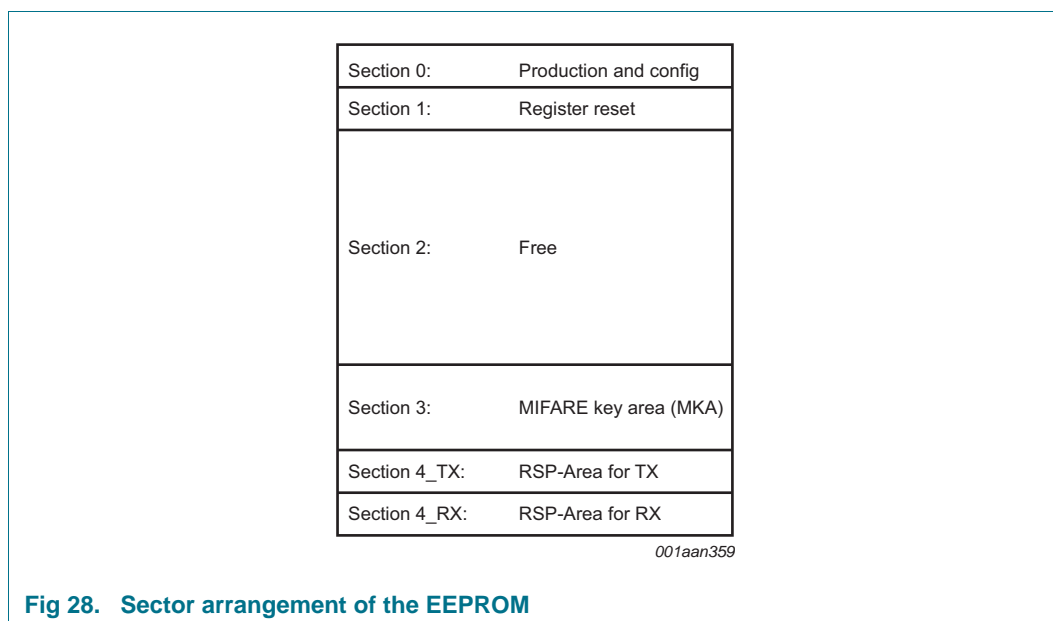 Section 0: Production and config
Section 1: Register reset
Section 2: Free
Section 3: MIFARE key area (MKA)
Section 4_TX: RSP-Area for TX
Section 4_RX: RSP-Area for RX
001aan359
Fig 28. Sector arrangement of the EEPROM